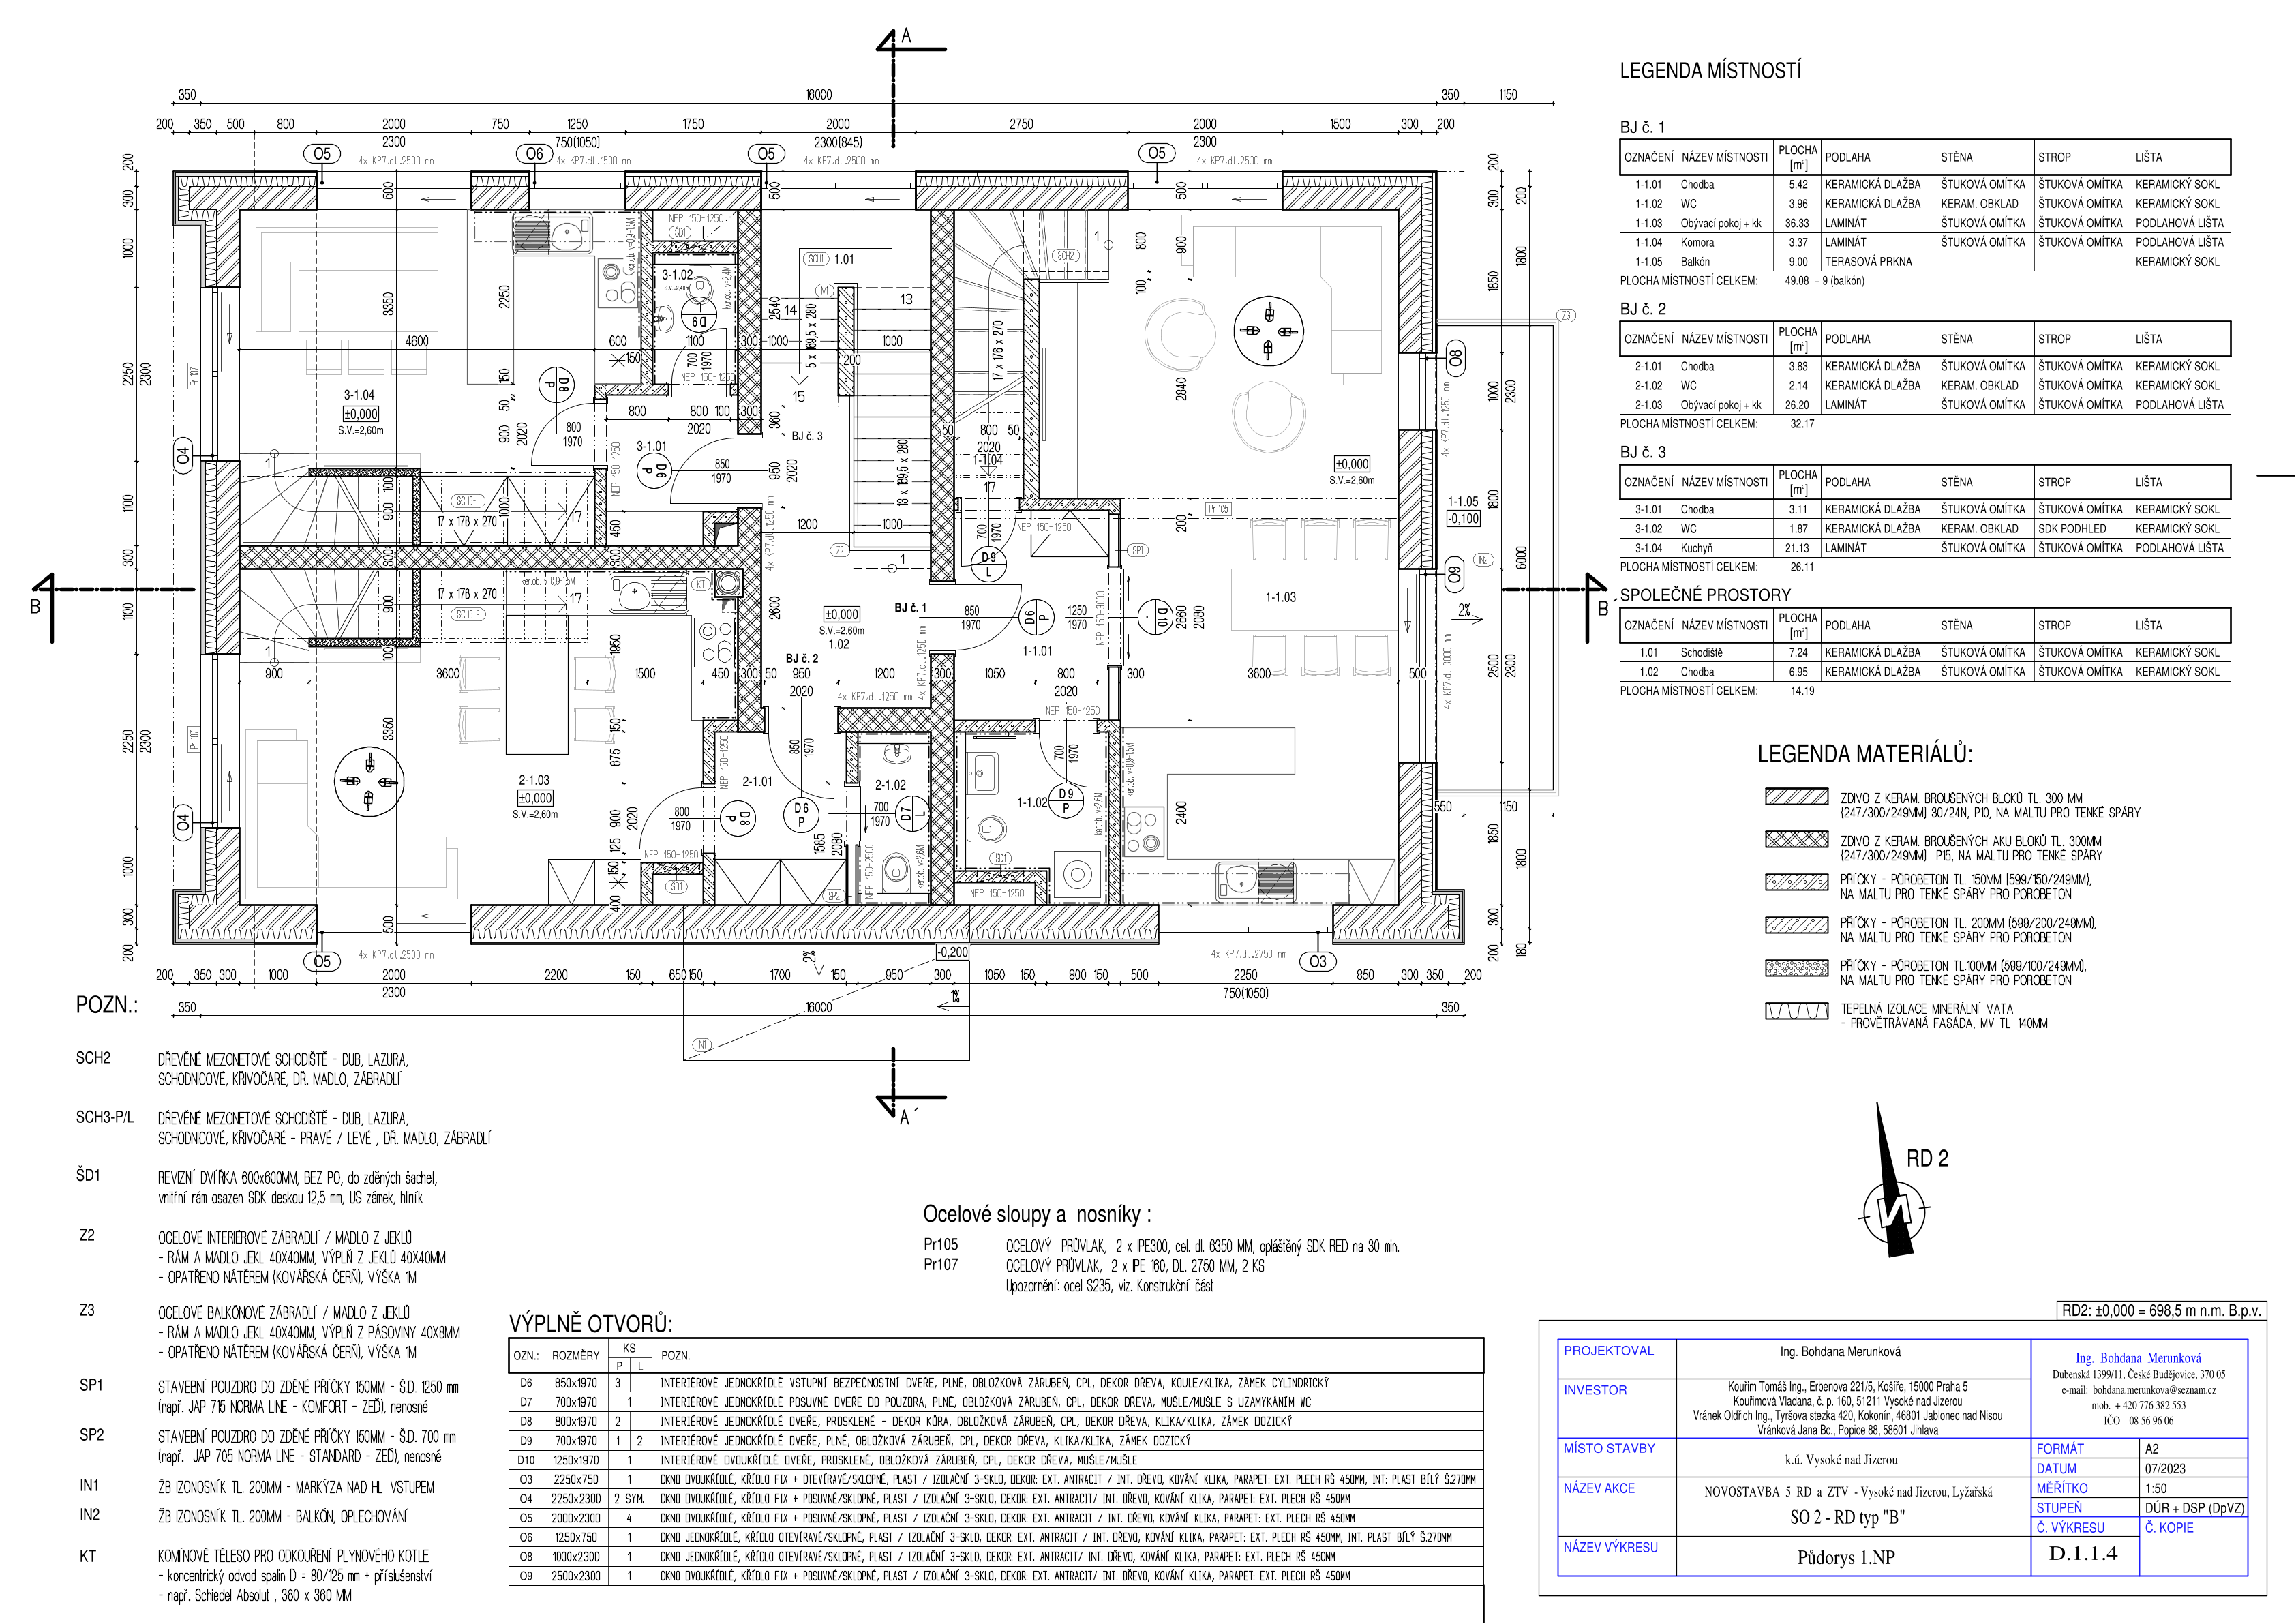 A
350 16000 350 1150
200 350 500 800 2000 750 1250 1750 2000 2750 2000 1500 300 200
2300 750(1050) 2300(845) 2300
O5 O6 O5 O5
4x KP7.dl.2500 mm
4x KP7.dl.1500 mm
4x KP7.dl.2500 mm
4x KP7.dl.2500 mm
NEP 150-1250
ŠD1
SCH1 1.01
SCH2
M1
3-1.02
4600 600 1100 300 1000 1000
5 x 169,5 x 280
17 x 176 x 270
3-1.04
±0,000
S.V.=2,60m
3-1.01
BJ č. 3
13 x 169,5 x 280
1-1.04
±0,000
S.V.=2,60m
1-1.05
-0,100
Z3
O4
O8
SCH3-L
17 x 176 x 270
Pr 106
NEP 150-1250
SP1
Z2
IN2
B
B´
O9
2%
ker.ob. v=0,9-1,5M
17 x 176 x 270
SCH3-P
KT
±0,000
S.V.=2,60m
1.02
BJ č. 1
BJ č. 2
1-1.01
1-1.03
900 3600 1500 450 300 50 950 1200 300 1050 800 300 3600 500
4x KP7.dl.1250 mm
2-1.03
±0,000
S.V.=2,60m
2-1.01
2-1.02
1-1.02
O4
O5
4x KP7.dl.2500 mm
-0,200
4x KP7.dl.2750 mm
O3
200 350 300 1000 2000 2200 150 650 150 1700 150 950 300 1050 150 800 150 500 2250 850 300 350 200
2300 750(1050)
350 16000 350
1%
2%
IN1
A´
LEGENDA MÍSTNOSTÍ
BJ č. 1
OZNAČENÍ NÁZEV MÍSTNOSTI PLOCHA [m²] PODLAHA STĚNA STROP LIŠTA
1-1.01 Chodba 5.42 KERAMICKÁ DLAŽBA ŠTUKOVÁ OMÍTKA ŠTUKOVÁ OMÍTKA KERAMICKÝ SOKL
1-1.02 WC 3.96 KERAMICKÁ DLAŽBA KERAM. OBKLAD ŠTUKOVÁ OMÍTKA KERAMICKÝ SOKL
1-1.03 Obývací pokoj + kk 36.33 LAMINÁT ŠTUKOVÁ OMÍTKA ŠTUKOVÁ OMÍTKA PODLAHOVÁ LIŠTA
1-1.04 Komora 3.37 LAMINÁT ŠTUKOVÁ OMÍTKA ŠTUKOVÁ OMÍTKA PODLAHOVÁ LIŠTA
1-1.05 Balkón 9.00 TERASOVÁ PRKNA KERAMICKÝ SOKL
PLOCHA MÍSTNOSTÍ CELKEM: 49.08 + 9 (balkón)
BJ č. 2
OZNAČENÍ NÁZEV MÍSTNOSTI PLOCHA [m²] PODLAHA STĚNA STROP LIŠTA
2-1.01 Chodba 3.83 KERAMICKÁ DLAŽBA ŠTUKOVÁ OMÍTKA ŠTUKOVÁ OMÍTKA KERAMICKÝ SOKL
2-1.02 WC 2.14 KERAMICKÁ DLAŽBA KERAM. OBKLAD ŠTUKOVÁ OMÍTKA KERAMICKÝ SOKL
2-1.03 Obývací pokoj + kk 26.20 LAMINÁT ŠTUKOVÁ OMÍTKA ŠTUKOVÁ OMÍTKA PODLAHOVÁ LIŠTA
PLOCHA MÍSTNOSTÍ CELKEM: 32.17
BJ č. 3
OZNAČENÍ NÁZEV MÍSTNOSTI PLOCHA [m²] PODLAHA STĚNA STROP LIŠTA
3-1.01 Chodba 3.11 KERAMICKÁ DLAŽBA ŠTUKOVÁ OMÍTKA ŠTUKOVÁ OMÍTKA KERAMICKÝ SOKL
3-1.02 WC 1.87 KERAMICKÁ DLAŽBA KERAM. OBKLAD SDK PODHLED KERAMICKÝ SOKL
3-1.04 Kuchyň 21.13 LAMINÁT ŠTUKOVÁ OMÍTKA ŠTUKOVÁ OMÍTKA PODLAHOVÁ LIŠTA
PLOCHA MÍSTNOSTÍ CELKEM: 26.11
SPOLEČNÉ PROSTORY
OZNAČENÍ NÁZEV MÍSTNOSTI PLOCHA [m²] PODLAHA STĚNA STROP LIŠTA
1.01 Schodiště 7.24 KERAMICKÁ DLAŽBA ŠTUKOVÁ OMÍTKA ŠTUKOVÁ OMÍTKA KERAMICKÝ SOKL
1.02 Chodba 6.95 KERAMICKÁ DLAŽBA ŠTUKOVÁ OMÍTKA ŠTUKOVÁ OMÍTKA KERAMICKÝ SOKL
PLOCHA MÍSTNOSTÍ CELKEM: 14.19
LEGENDA MATERIÁLŮ:
ZDIVO Z KERAM. BROUŠENÝCH BLOKŮ TL. 300 MM
(247/300/249MM) 30/24N, P10, NA MALTU PRO TENKÉ SPÁRY
ZDIVO Z KERAM. BROUŠENÝCH AKU BLOKŮ TL. 300MM
(247/300/249MM) P15, NA MALTU PRO TENKÉ SPÁRY
PŘÍČKY - PÓROBETON TL. 150MM (599/150/249MM),
NA MALTU PRO TENKÉ SPÁRY PRO POROBETON
PŘÍČKY - PÓROBETON TL. 200MM (599/200/249MM),
NA MALTU PRO TENKÉ SPÁRY PRO POROBETON
PŘÍČKY - PÓROBETON TL.100MM (599/100/249MM),
NA MALTU PRO TENKÉ SPÁRY PRO POROBETON
TEPELNÁ IZOLACE MINERÁLNÍ VATA
- PROVĚTRÁVANÁ FASÁDA, MV TL. 140MM
RD 2
POZN.:
SCH2 DŘEVĚNÉ MEZONETOVÉ SCHODIŠTĚ - DUB, LAZURA,
SCHODNICOVÉ, KŘIVOČARÉ, DŘ. MADLO, ZÁBRADLÍ
SCH3-P/L DŘEVĚNÉ MEZONETOVÉ SCHODIŠTĚ - DUB, LAZURA,
SCHODNICOVÉ, KŘIVOČARÉ - PRAVÉ / LEVÉ , DŘ. MADLO, ZÁBRADLÍ
ŠD1 REVIZNÍ DVÍŘKA 600x600MM, BEZ PO, do zděných šachet,
vnitřní rám osazen SDK deskou 12,5 mm, US zámek, hliník
Z2 OCELOVÉ INTERIÉROVÉ ZÁBRADLÍ / MADLO Z JEKLŮ
- RÁM A MADLO JEKL 40X40MM, VÝPLŇ Z JEKLŮ 40X40MM
- OPATŘENO NÁTĚREM (KOVÁŘSKÁ ČERŇ), VÝŠKA 1M
Z3 OCELOVÉ BALKÓNOVÉ ZÁBRADLÍ / MADLO Z JEKLŮ
- RÁM A MADLO JEKL 40X40MM, VÝPLŇ Z PÁSOVINY 40X8MM
- OPATŘENO NÁTĚREM (KOVÁŘSKÁ ČERŇ), VÝŠKA 1M
SP1 STAVEBNÍ POUZDRO DO ZDĚNÉ PŘÍČKY 150MM - Š.D. 1250 mm
(např. JAP 715 NORMA LINE - KOMFORT - ZEĎ), nenosné
SP2 STAVEBNÍ POUZDRO DO ZDĚNÉ PŘÍČKY 150MM - Š.D. 700 mm
(např. JAP 705 NORMA LINE - STANDARD - ZEĎ), nenosné
IN1 ŽB IZONOSNÍK TL. 200MM - MARKÝZA NAD HL. VSTUPEM
IN2 ŽB IZONOSNÍK TL. 200MM - BALKÓN, OPLECHOVÁNÍ
KT KOMÍNOVÉ TĚLESO PRO ODKOUŘENÍ PLYNOVÉHO KOTLE
- koncentrický odvod spalin D = 80/125 mm + příslušenství
- např. Schiedel Absolut , 360 x 360 MM
Ocelové sloupy a nosníky :
Pr105 OCELOVÝ PRŮVLAK, 2 x IPE300, cel. dl. 6350 MM, opláštěný SDK RED na 30 min.
Pr107 OCELOVÝ PRŮVLAK, 2 x IPE 160, DL. 2750 MM, 2 KS
Upozornění: ocel S235, viz. Konstrukční část
VÝPLNĚ OTVORŮ:
OZN.: ROZMĚRY KS P L POZN.
D6 850x1970 3 INTERIÉROVÉ JEDNOKŘÍDLÉ VSTUPNÍ BEZPEČNOSTNÍ DVEŘE, PLNÉ, OBLOŽKOVÁ ZÁRUBEŇ, CPL, DEKOR DŘEVA, KOULE/KLIKA, ZÁMEK CYLINDRICKÝ
D7 700x1970 1 INTERIÉROVÉ JEDNOKŘÍDLÉ POSUVNÉ DVEŘE DO POUZDRA, PLNÉ, OBLOŽKOVÁ ZÁRUBEŇ, CPL, DEKOR DŘEVA, MUŠLE/MUŠLE S UZAMYKÁNÍM WC
D8 800x1970 2 INTERIÉROVÉ JEDNOKŘÍDLÉ DVEŘE, PROSKLENÉ - DEKOR KŮRA, OBLOŽKOVÁ ZÁRUBEŇ, CPL, DEKOR DŘEVA, KLIKA/KLIKA, ZÁMEK DOZICKÝ
D9 700x1970 1 2 INTERIÉROVÉ JEDNOKŘÍDLÉ DVEŘE, PLNÉ, OBLOŽKOVÁ ZÁRUBEŇ, CPL, DEKOR DŘEVA, KLIKA/KLIKA, ZÁMEK DOZICKÝ
D10 1250x1970 1 INTERIÉROVÉ DVOUKŘÍDLÉ DVEŘE, PROSKLENÉ, OBLOŽKOVÁ ZÁRUBEŇ, CPL, DEKOR DŘEVA, MUŠLE/MUŠLE
O3 2250x750 1 OKNO DVOUKŘÍDLÉ, KŘÍDLO FIX + OTEVÍRAVÉ/SKLOPNÉ, PLAST / IZOLAČNÍ 3-SKLO, DEKOR: EXT. ANTRACIT / INT. DŘEVO, KOVÁNÍ KLIKA, PARAPET: EXT. PLECH RŠ 450MM, INT: PLAST BÍLÝ Š.270MM
O4 2250x2300 2 SYM. OKNO DVOUKŘÍDLÉ, KŘÍDLO FIX + POSUVNÉ/SKLOPNÉ, PLAST / IZOLAČNÍ 3-SKLO, DEKOR: EXT. ANTRACIT/ INT. DŘEVO, KOVÁNÍ KLIKA, PARAPET: EXT. PLECH RŠ 450MM
O5 2000x2300 4 OKNO DVOUKŘÍDLÉ, KŘÍDLO FIX + POSUVNÉ/SKLOPNÉ, PLAST / IZOLAČNÍ 3-SKLO, DEKOR: EXT. ANTRACIT / INT. DŘEVO, KOVÁNÍ KLIKA, PARAPET: EXT. PLECH RŠ 450MM
O6 1250x750 1 OKNO JEDNOKŘÍDLÉ, KŘÍDLO OTEVÍRAVÉ/SKLOPNÉ, PLAST / IZOLAČNÍ 3-SKLO, DEKOR: EXT. ANTRACIT / INT. DŘEVO, KOVÁNÍ KLIKA, PARAPET: EXT. PLECH RŠ 450MM, INT. PLAST BÍLÝ Š.270MM
O8 1000x2300 1 OKNO JEDNOKŘÍDLÉ, KŘÍDLO OTEVÍRAVÉ/SKLOPNÉ, PLAST / IZOLAČNÍ 3-SKLO, DEKOR: EXT. ANTRACIT/ INT. DŘEVO, KOVÁNÍ KLIKA, PARAPET: EXT. PLECH RŠ 450MM
O9 2500x2300 1 OKNO DVOUKŘÍDLÉ, KŘÍDLO FIX + POSUVNÉ/SKLOPNÉ, PLAST / IZOLAČNÍ 3-SKLO, DEKOR: EXT. ANTRACIT/ INT. DŘEVO, KOVÁNÍ KLIKA, PARAPET: EXT. PLECH RŠ 450MM
RD2: ±0,000 = 698,5 m n.m. B.p.v.
PROJEKTOVAL Ing. Bohdana Merunková
INVESTOR Kouřim Tomáš Ing., Erbenova 221/5, Košíře, 15000 Praha 5
Kouřimová Vladana, č. p. 160, 51211 Vysoké nad Jizerou
Vránek Oldřich Ing., Tyršova stezka 420, Kokonín, 46801 Jablonec nad Nisou
Vránková Jana Bc., Popice 88, 58601 Jihlava
Ing. Bohdana Merunková
Dubenská 1399/11, České Budějovice, 370 05
e-mail: bohdana.merunkova@seznam.cz
mob. + 420 776 382 553
IČO 08 56 96 06
MÍSTO STAVBY k.ú. Vysoké nad Jizerou
NÁZEV AKCE NOVOSTAVBA 5 RD a ZTV - Vysoké nad Jizerou, Lyžařská
SO 2 - RD typ "B"
NÁZEV VÝKRESU Půdorys 1.NP
FORMÁT A2
DATUM 07/2023
MĚŘÍTKO 1:50
STUPEŇ DÚR + DSP (DpVZ)
Č. VÝKRESU Č. KOPIE
D.1.1.4